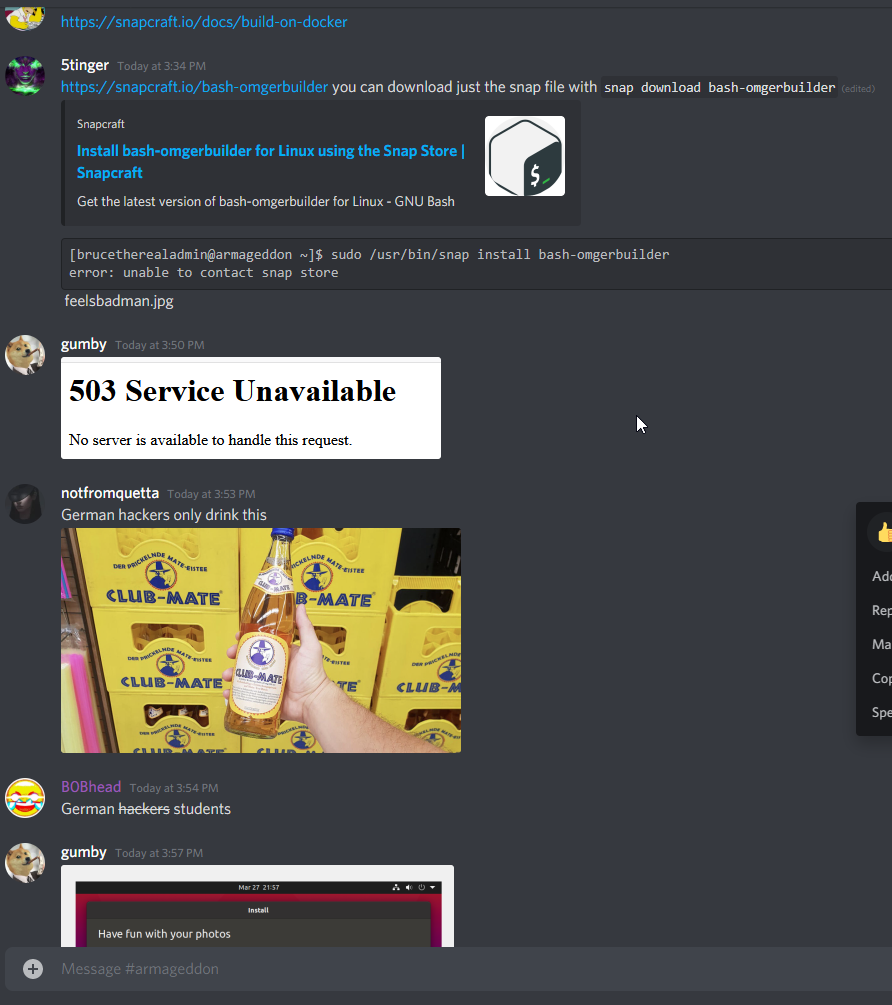 https://snapcraft.io/docs/build-on-docker
5tinger Today at 3:34 PM
https://snapcraft.io/bash-omgerbuilder you can download just the snap file with snap download bash-omgerbuilder (edited)
Snapcraft
Install bash-omgerbuilder for Linux using the Snap Store |
Snapcraft
Get the latest version of bash-omgerbuilder for Linux - GNU Bash
[brucetherealadmin@armageddon ~]$ sudo /usr/bin/snap install bash-omgerbuilder
error: unable to contact snap store
feelsbadman.jpg
gumby Today at 3:50 PM
503 Service Unavailable
No server is available to handle this request.
notfromquetta Today at 3:53 PM
German hackers only drink this
DER PRICKELNDE MATE-EISTEE
CLUB-MATE
PRICKELNDE MATE-EISTEE
B-MATE
DER PRICKELNDE MATE-EISTEE
CLUB-MATE
CLUB-MATE
CLUB-MATE
TE
CLUB-M
BOBhead Today at 3:54 PM
German hackers students
gumby Today at 3:57 PM
Mar 27 21:57
Install
Have fun with your photos
Message #armageddon
Add
Rep
Ma
Cop
Spe